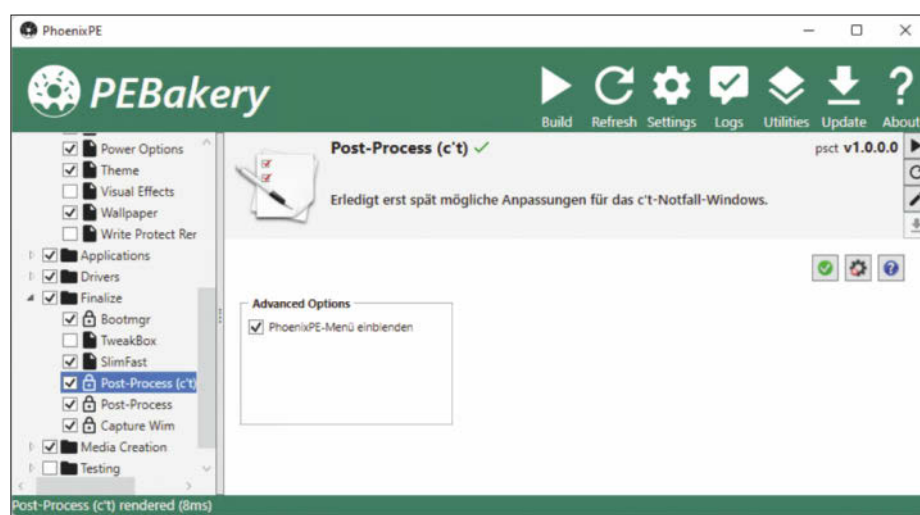 PhoenixPE
PEBakery
Build Refresh Settings Logs Utilities Update About
Power Options
Theme
Visual Effects
Wallpaper
Write Protect Rer
Applications
Drivers
Finalize
Bootmgr
TweakBox
SlimFast
Post-Process (c't)
Post-Process
Capture Wim
Media Creation
Testing
Post-Process (c't)
psct v1.0.0.0
Erledigt erst spät mögliche Anpassungen für das c't-Notfall-Windows.
Advanced Options
PhoenixPE-Menü einblenden
Post-Process (c't) rendered (8ms)